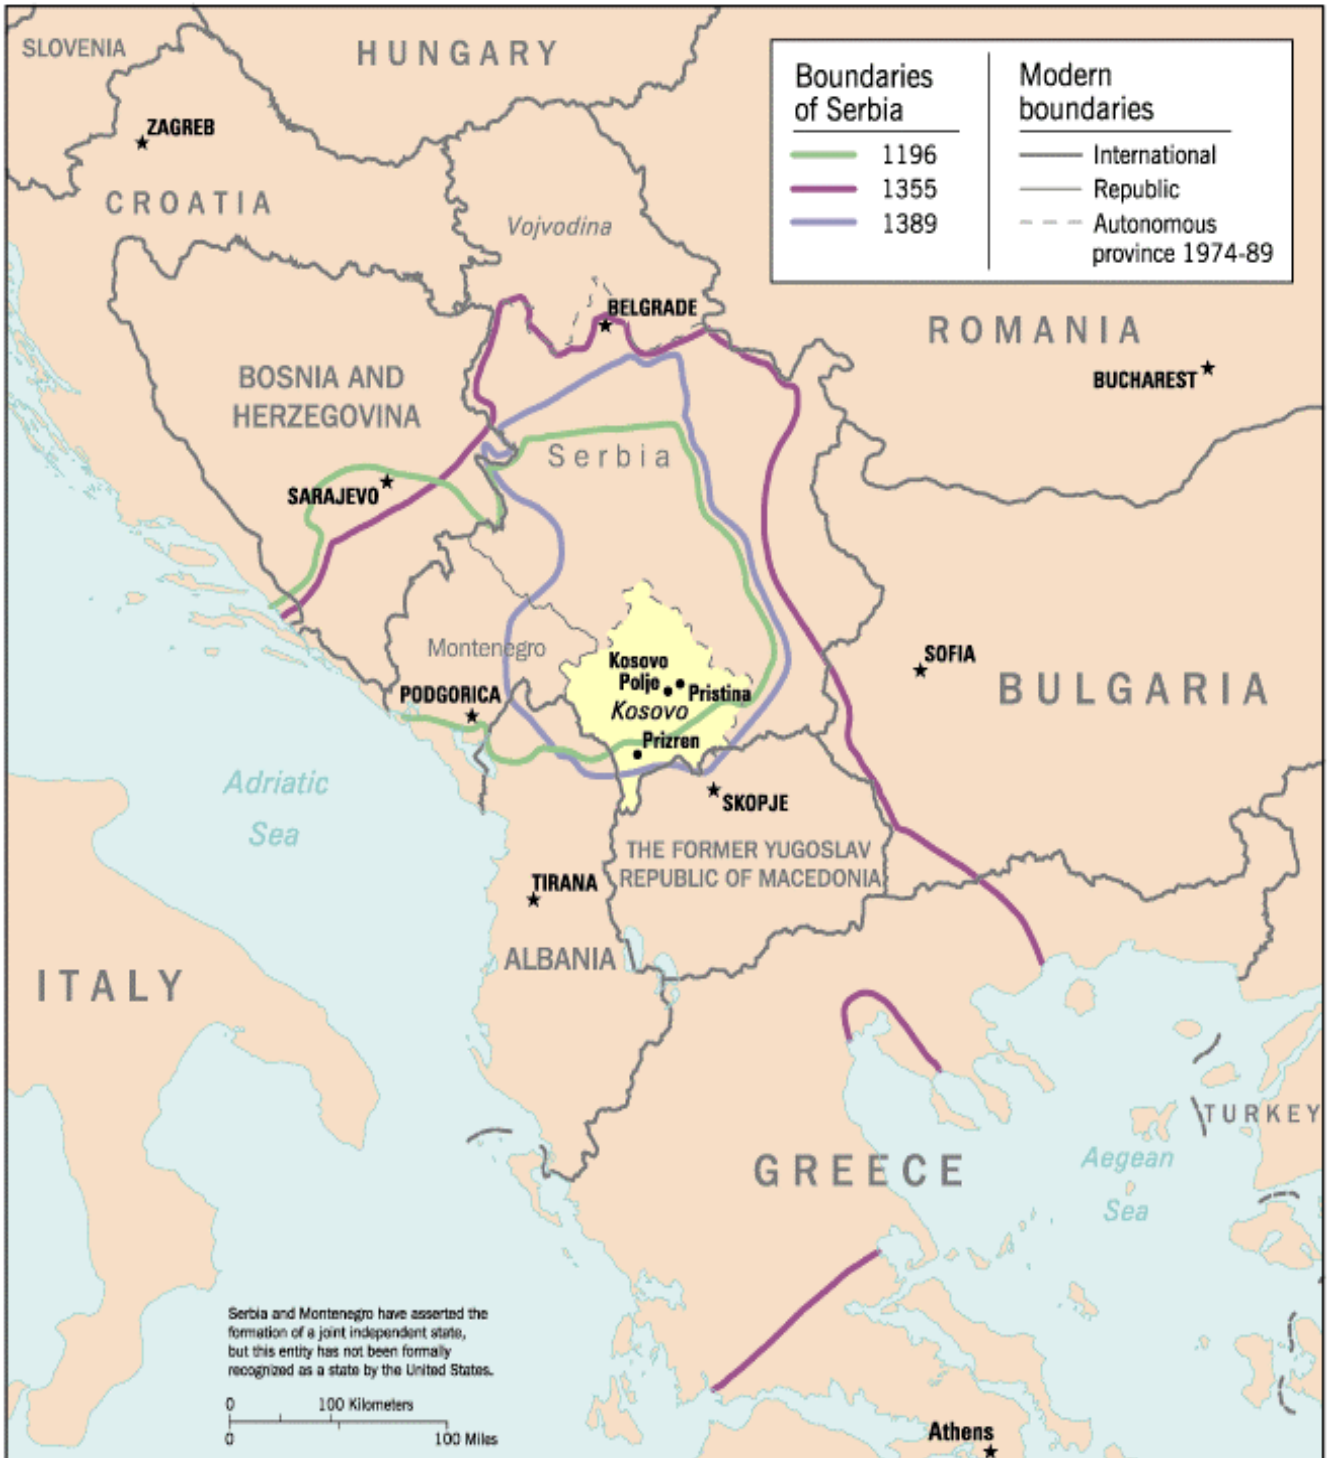 SLOVENIA
HUNGARY
Boundaries
of Serbia
1196
1355
1389
Modern
boundaries
International
Republic
Autonomous
province 1974-89
ZAGREB
CROATIA
Vojvodina
BELGRADE
ROMANIA
BUCHAREST
BOSNIA AND
HERZEGOVINA
Serbia
SARAJEVO
Montenegro
Kosovo
Polje
Pristina
Kosovo
Prizren
PODGORICA
SOFIA
BULGARIA
Adriatic
Sea
SKOPJE
THE FORMER YUGOSLAV
REPUBLIC OF MACEDONIA
TIRANA
ALBANIA
ITALY
TURKEY
GREECE
Aegean
Sea
Serbia and Montenegro have asserted the
formation of a joint independent state,
but this entity has not been formally
recognized as a state by the United States.
0 100 Kilometers
0 100 Miles
Athens